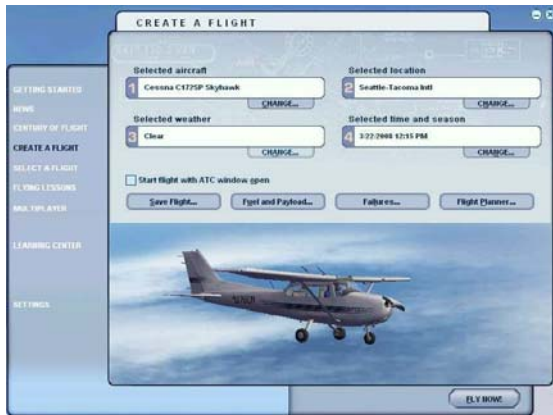 CREATE A FLIGHT
GETTING STARTED
NEWS
CENTURY OF FLIGHT
CREATE A FLIGHT
SELECT A FLIGHT
FLYING LESSONS
MULTIPLAYER
LEARNING CENTER
SETTINGS
Selected aircraft
1 Cessna C172SP Skyhawk
CHANGE...
Selected location
2 Seattle-Tacoma Intl
CHANGE...
Selected weather
3 Clear
CHANGE...
Selected time and season
4 3/22/2008 12:15 PM
CHANGE...
Start flight with ATC window open
Save Flight...
Fuel and Payload...
Failures...
Flight Planner...
FLY NOW!